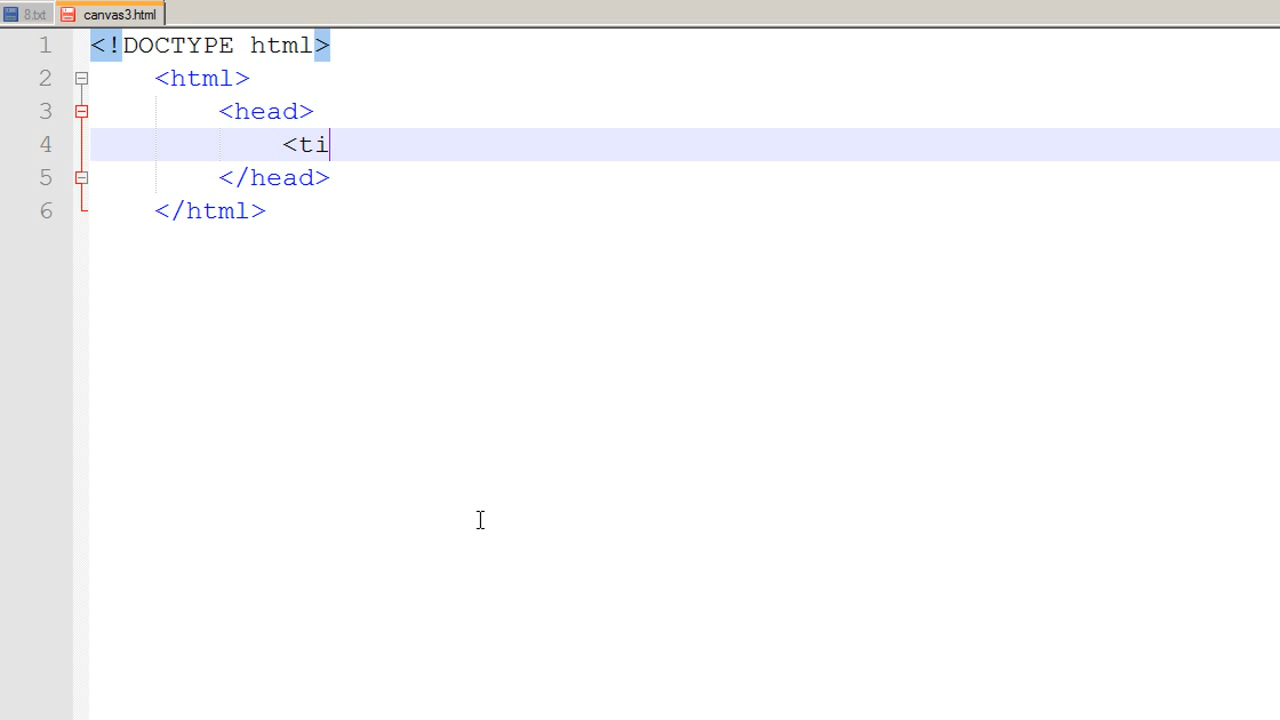 8.txt canvas3.html
1 <!DOCTYPE html>
2 <html>
3 <head>
4 <ti
5 </head>
6 </html>